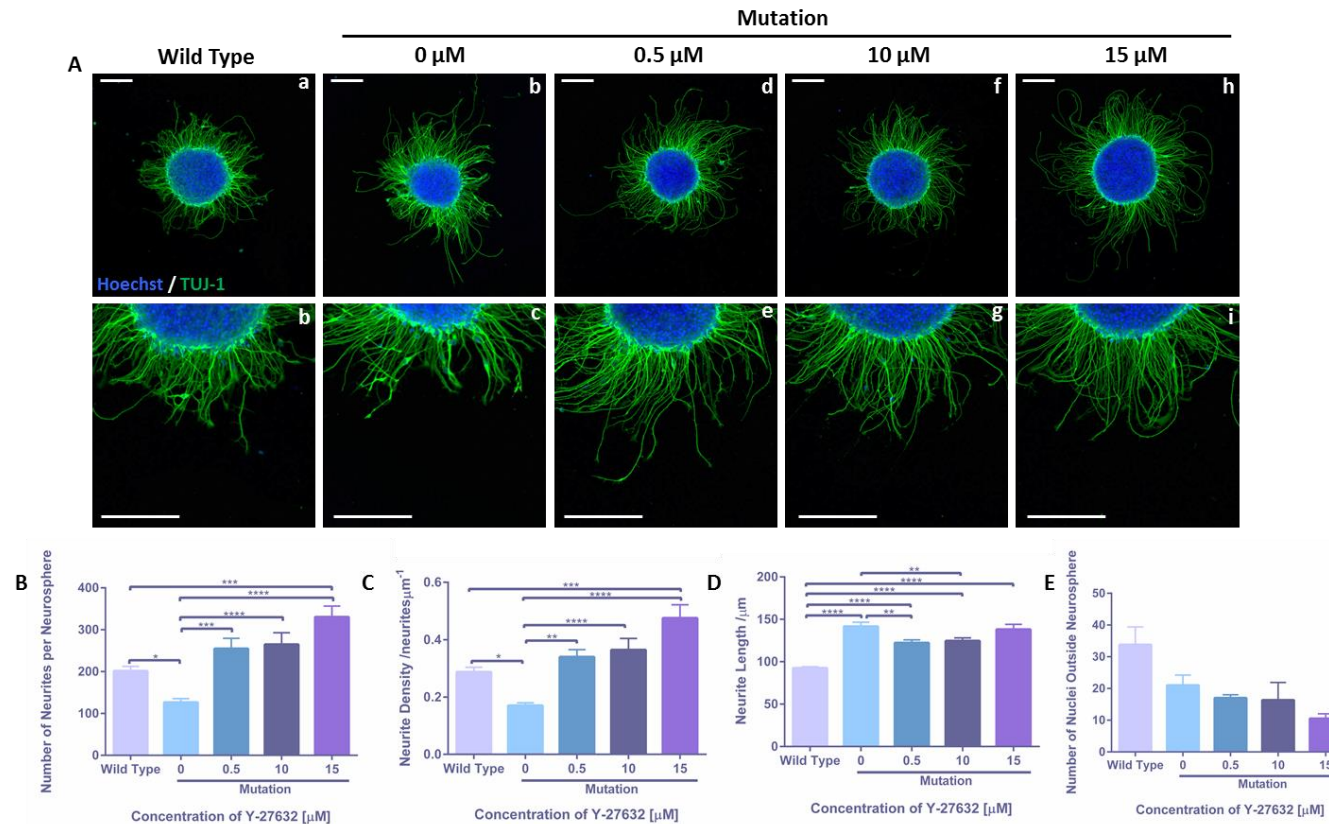 Mutation
Wild Type 0 µM 0.5 µM 10 µM 15 µM
A
a b d f h
Hoechst / TUJ-1
b c e g i
B
Number of Neurites per Neurosphere
400
300
200
100
0
*
***
****
****
***
Wild Type 0 0.5 10 15
Mutation
Concentration of Y-27632 [µM]
C
Neurite Density /neuritesµm-1
0.6
0.4
0.2
0.0
*
**
****
****
***
Wild Type 0 0.5 10 15
Mutation
Concentration of Y-27632 [µM]
D
Neurite Length /µm
200
150
100
50
0
**
****
****
****
****
**
Wild Type 0 0.5 10 15
Mutation
Concentration of Y-27632 [µM]
E
Number of Nuclei Outside Neurosphere
50
40
30
20
10
0
Wild Type 0 0.5 10 15
Mutation
Concentration of Y-27632 [µM]